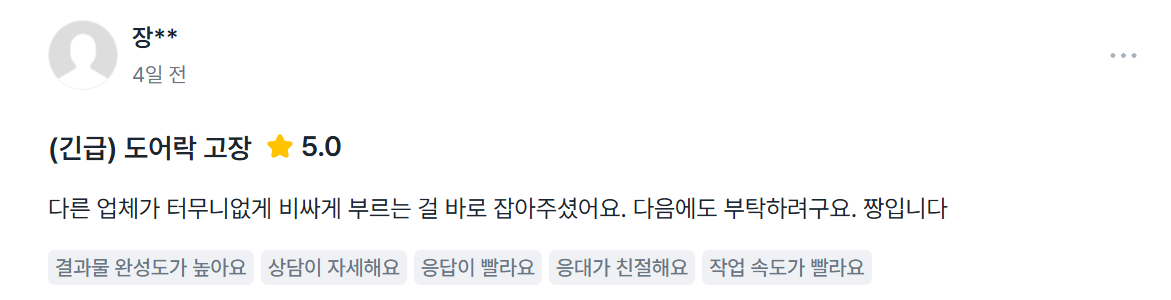 장**
4일 전
(긴급) 도어락 고장 5.0
다른 업체가 터무니없게 비싸게 부르는 걸 바로 잡아주셨어요. 다음에도 부탁하려구요. 짱입니다
결과물 완성도가 높아요 상담이 자세해요 응답이 빨라요 응대가 친절해요 작업 속도가 빨라요